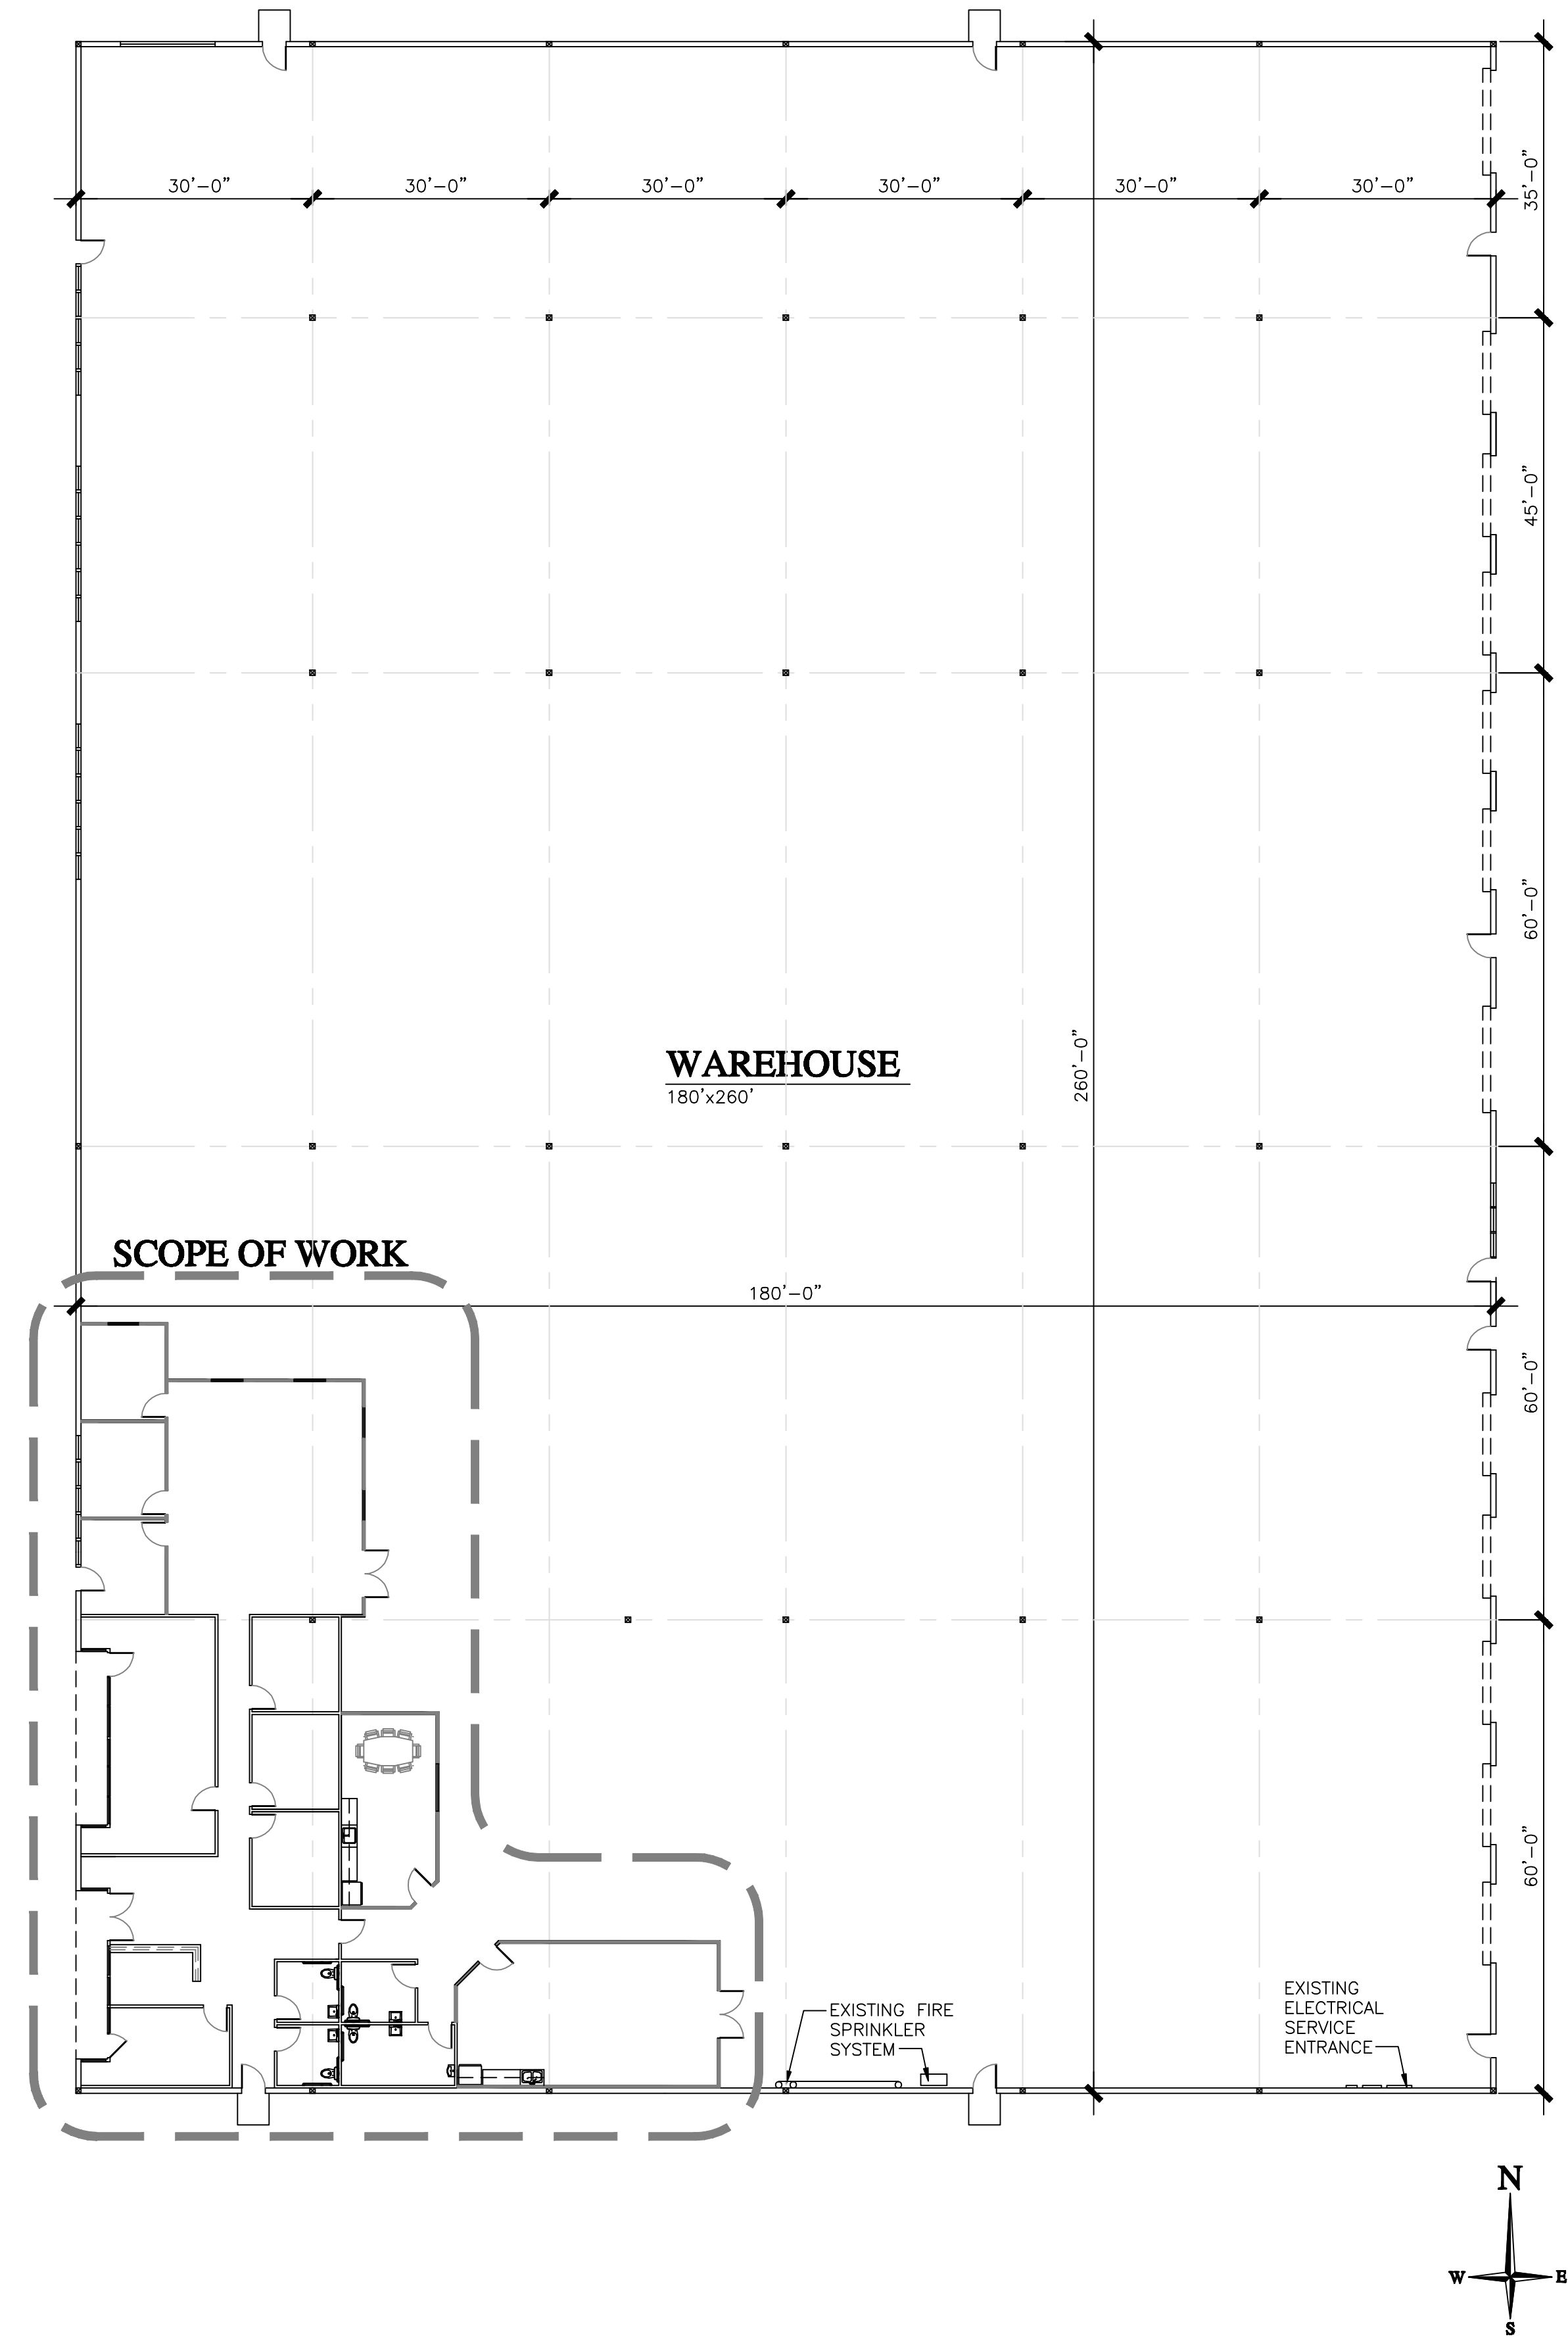 30'-0" 30'-0" 30'-0" 30'-0" 30'-0" 30'-0"
35'-0"
45'-0"
60'-0"
WAREHOUSE
180'x260'
260'-0"
SCOPE OF WORK
180'-0"
60'-0"
60'-0"
EXISTING FIRE
SPRINKLER
SYSTEM
EXISTING
ELECTRICAL
SERVICE
ENTRANCE
N
W E
S